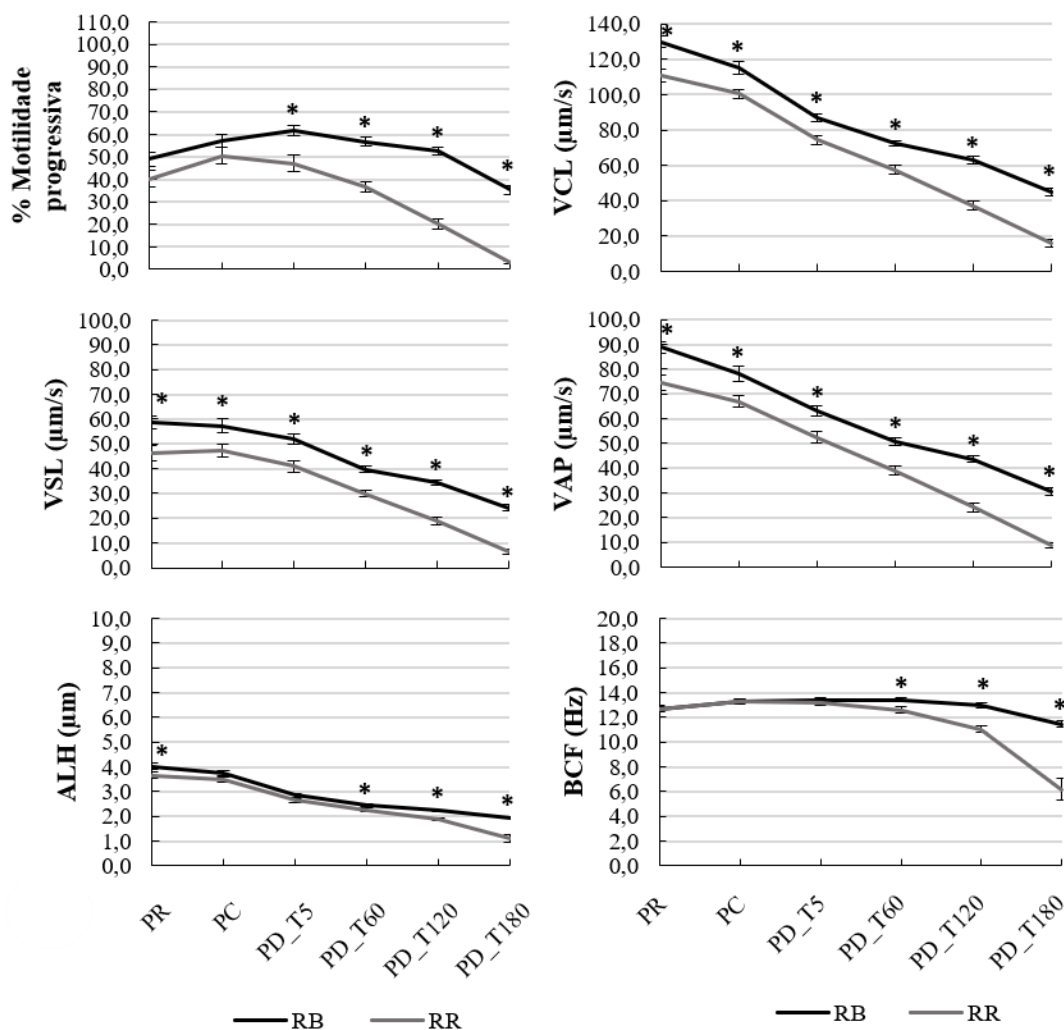 % Motilidade
progressiva
110,0
100,0
90,0
80,0
70,0
60,0
50,0
40,0
30,0
20,0
10,0
0,0
* * * *
VCL (µm/s)
140,0
120,0
100,0
80,0
60,0
40,0
20,0
0,0
* * * * * *
VSL (µm/s)
100,0
90,0
80,0
70,0
60,0
50,0
40,0
30,0
20,0
10,0
0,0
* * * * * *
VAP (µm/s)
100,0
90,0
80,0
70,0
60,0
50,0
40,0
30,0
20,0
10,0
0,0
* * * * * *
ALH (µm)
10,0
9,0
8,0
7,0
6,0
5,0
4,0
3,0
2,0
1,0
0,0
* * * *
PR
PC
PD_T5
PD_T60
PD_T120
PD_T180
RB RR
BCF (Hz)
20,0
18,0
16,0
14,0
12,0
10,0
8,0
6,0
4,0
2,0
0,0
* * *
PR
PC
PD_T5
PD_T60
PD_T120
PD_T180
RB RR